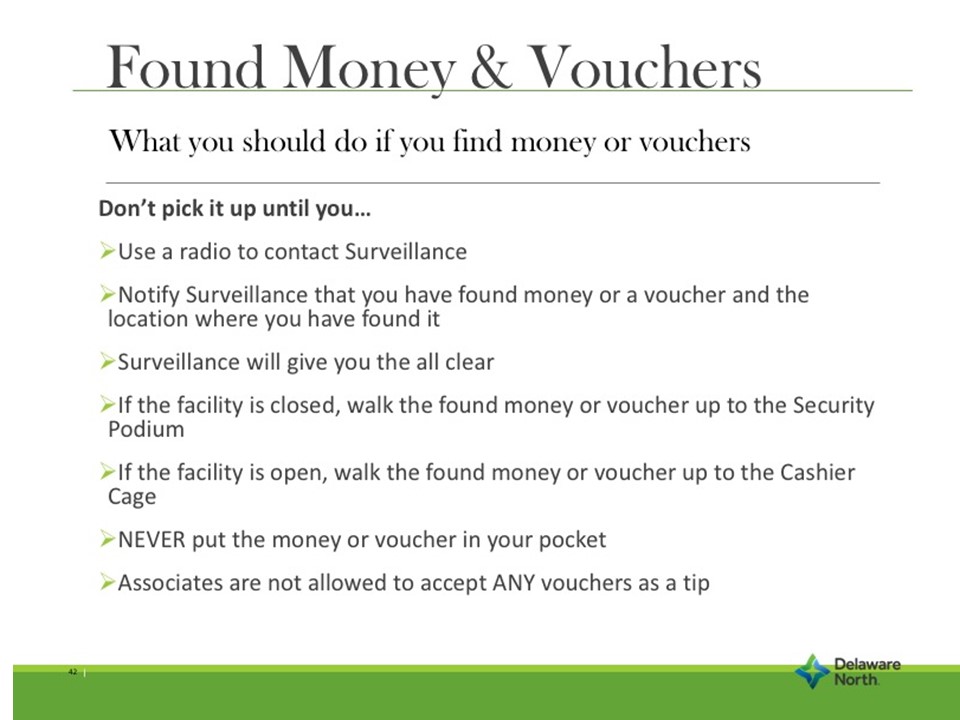 Found Money & Vouchers
What you should do if you find money or vouchers
Don’t pick it up until you…
➢Use a radio to contact Surveillance
➢Notify Surveillance that you have found money or a voucher and the
location where you have found it
➢Surveillance will give you the all clear
➢If the facility is closed, walk the found money or voucher up to the Security
Podium
➢If the facility is open, walk the found money or voucher up to the Cashier
Cage
➢NEVER put the money or voucher in your pocket
➢Associates are not allowed to accept ANY vouchers as a tip
42 |
Delaware
North.